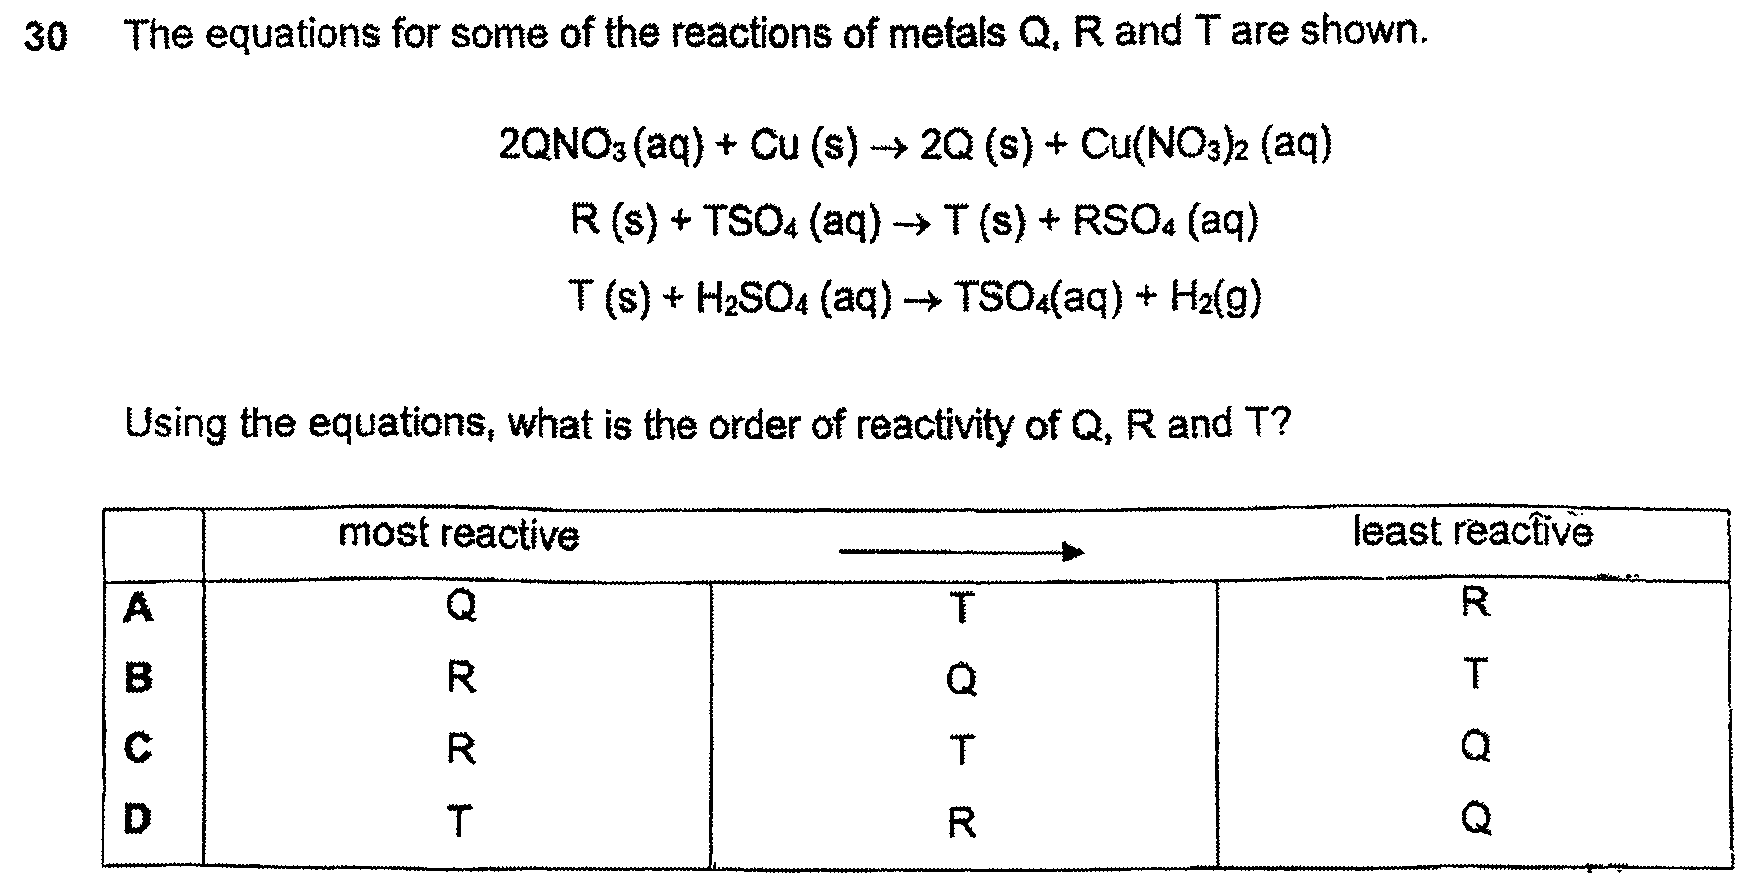 30 The equations for some of the reactions of metals Q, R and T are shown.
2QNO₃ (aq) + Cu (s) → 2Q (s) + Cu(NO₃)₂ (aq)
R (s) + TSO₄ (aq) → T (s) + RSO₄ (aq)
T (s) + H₂SO₄ (aq) → TSO₄(aq) + H₂(g)
Using the equations, what is the order of reactivity of Q, R and T?
most reactive → least reactive
A Q T R
B R Q T
C R T Q
D T R Q